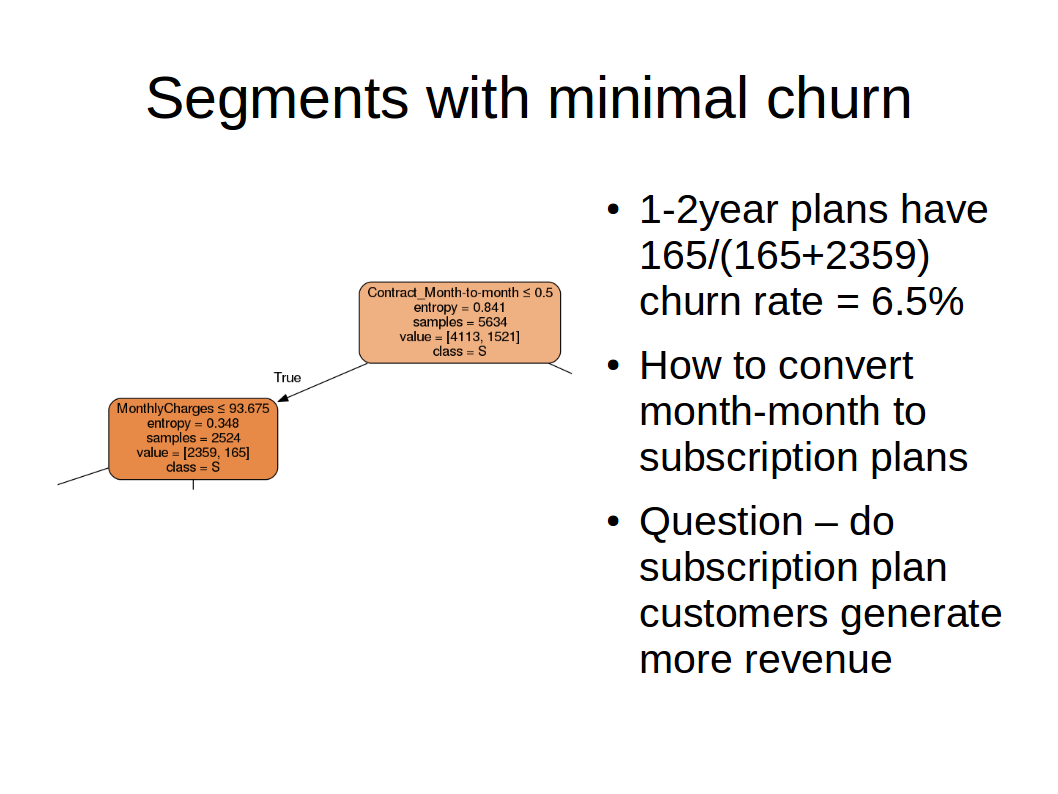 Segments with minimal churn
Contract_Month-to-month ≤ 0.5
entropy = 0.841
samples = 5634
value = [4113, 1521]
class = S
True
MonthlyCharges ≤ 93.675
entropy = 0.348
samples = 2524
value = [2359, 165]
class = S
• 1-2year plans have
165/(165+2359)
churn rate = 6.5%
• How to convert
month-month to
subscription plans
• Question – do
subscription plan
customers generate
more revenue